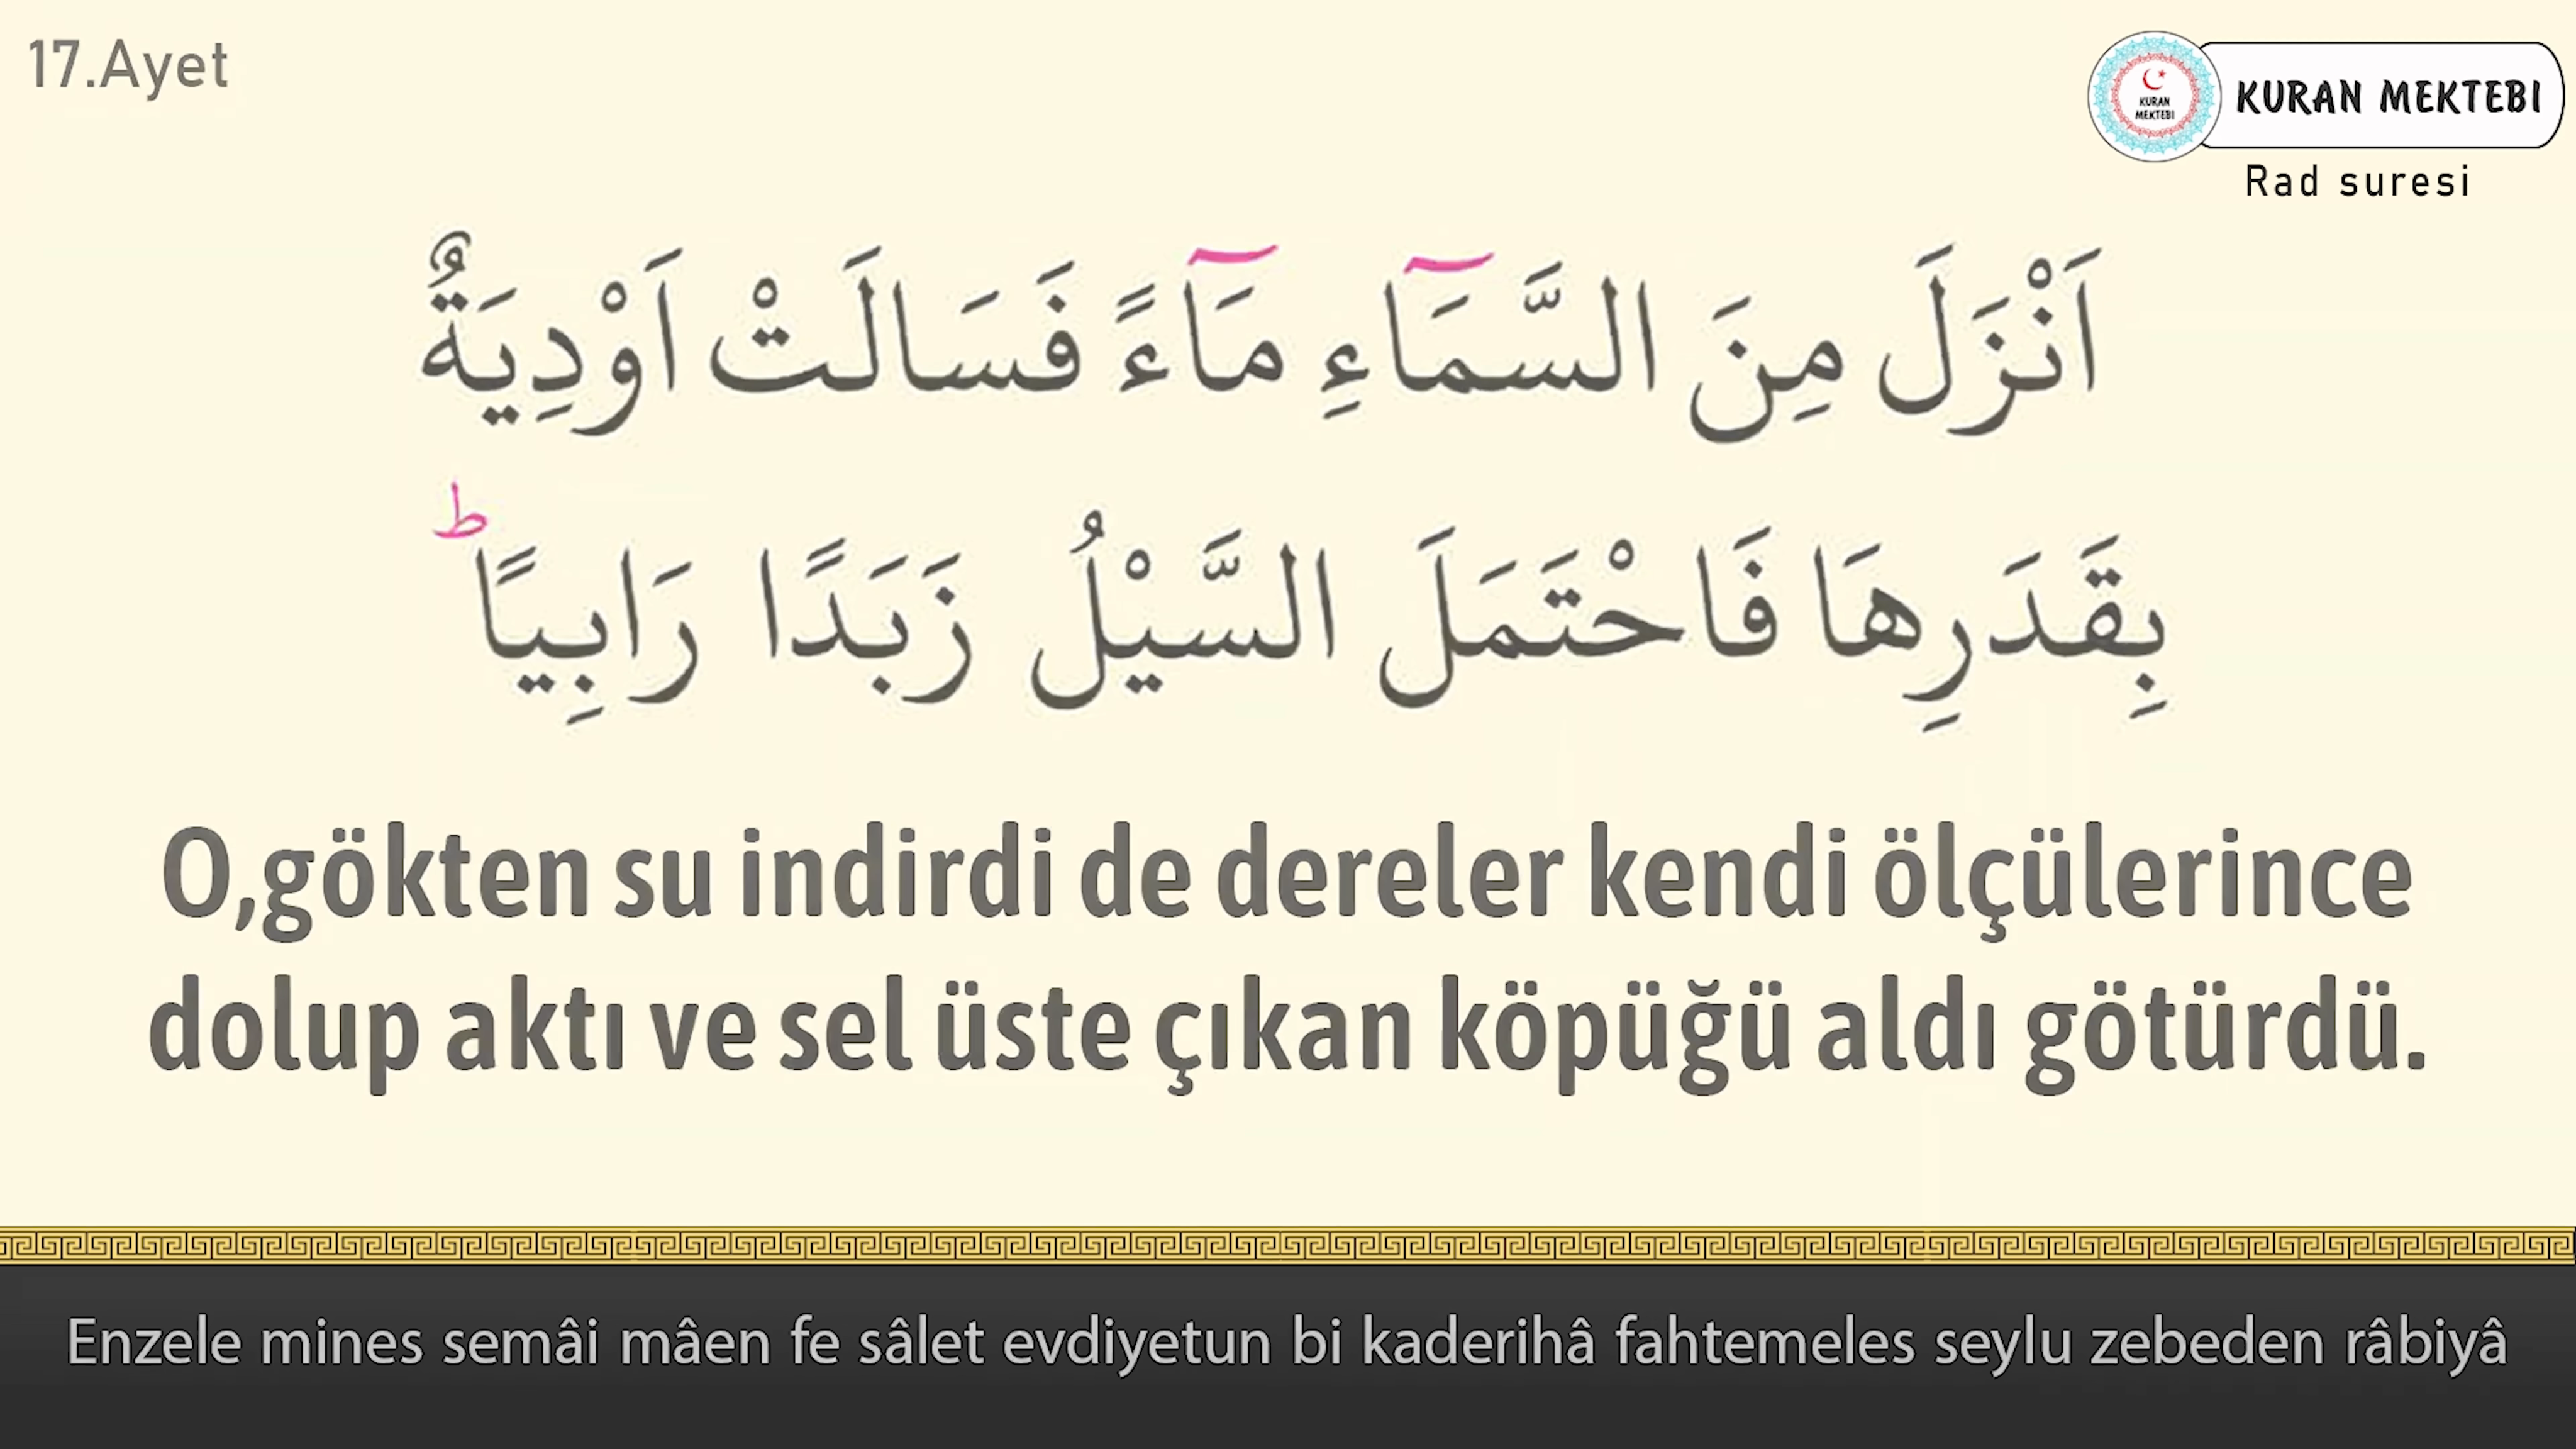 17.Ayet
KURAN MEKTEBI
KURAN MEKTEBI
Rad suresi
اَنْزَلَ مِنَ السَّمَٓاءِ مَٓاءً فَسَالَتْ اَوْدِيَةٌ
بِقَدَرِهَا فَاحْتَمَلَ السَّيْلُ زَبَدًا رَابِيًاۜ
O,gökten su indirdi de dereler kendi ölçülerince
dolup aktı ve sel üste çıkan köpüğü aldı götürdü.
Enzele mines semâi mâen fe sâlet evdiyetun bi kaderihâ fahtemeles seylu zebeden râbiyâ